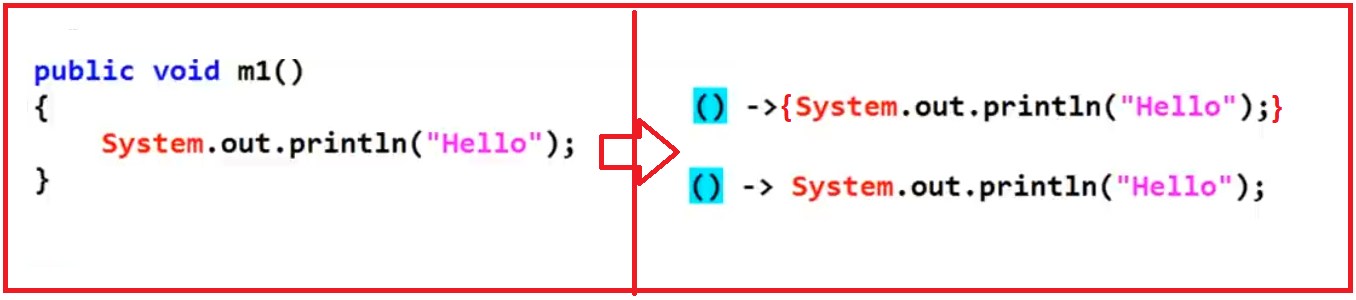 public void m1()
{
System.out.println("Hello");
}
() ->{System.out.println("Hello");}
() -> System.out.println("Hello");